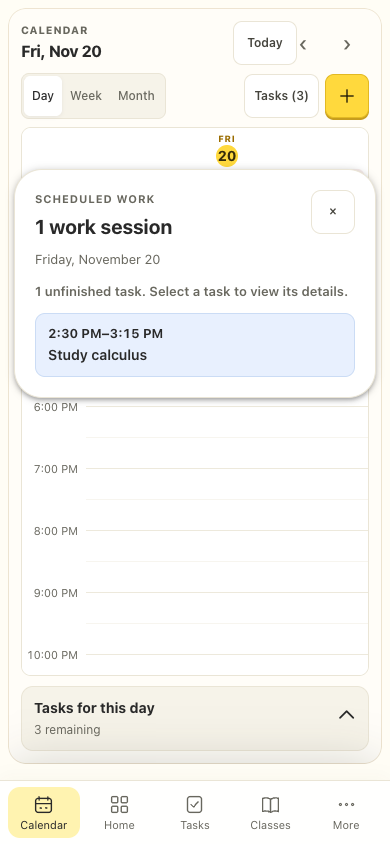 CALENDAR
Fri, Nov 20
Today
Day
Week
Month
Tasks (3)
FRI
20
SCHEDULED WORK
1 work session
Friday, November 20
1 unfinished task. Select a task to view its details.
2:30 PM–3:15 PM
Study calculus
6:00 PM
7:00 PM
8:00 PM
9:00 PM
10:00 PM
Tasks for this day
3 remaining
Calendar
Home
Tasks
Classes
More